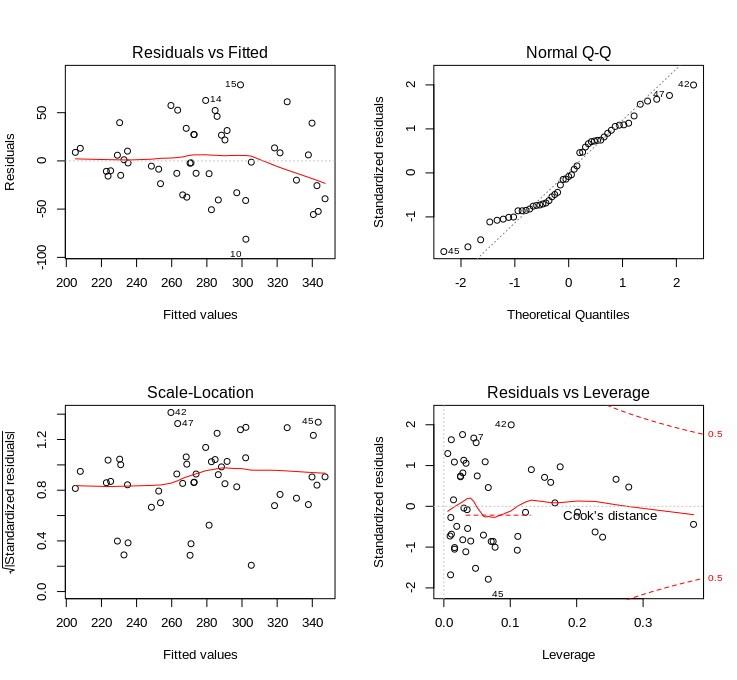 Residuals vs Fitted
Residuals
-100
-50
0
50
15
14
10
200 220 240 260 280 300 320 340
Fitted values
Normal Q-Q
Standardized residuals
-1
0
1
2
42
47
45
-2 -1 0 1 2
Theoretical Quantiles
Scale-Location
√|Standardized residuals|
0.0
0.4
0.8
1.2
42
47
45
200 220 240 260 280 300 320 340
Fitted values
Residuals vs Leverage
Standardized residuals
-2
-1
0
1
2
42
7
45
0.5
0.5
Cook's distance
0.0 0.1 0.2 0.3
Leverage